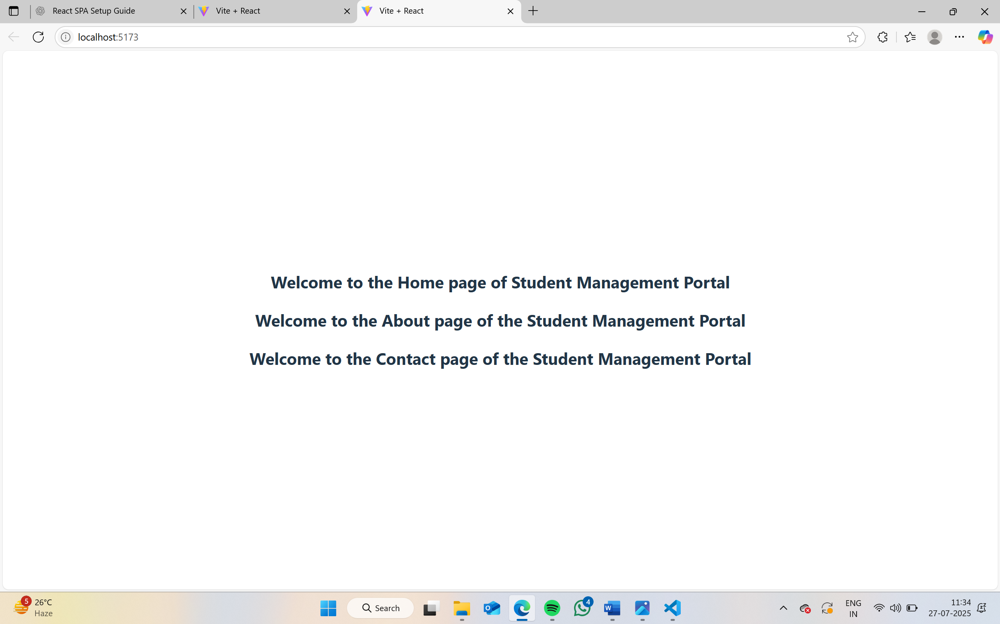 React SPA Setup Guide
Vite + React
Vite + React
localhost:5173
Welcome to the Home page of Student Management Portal
Welcome to the About page of the Student Management Portal
Welcome to the Contact page of the Student Management Portal
5
26°C
Haze
Search
O
4
W
ENG
IN
11:34
27-07-2025